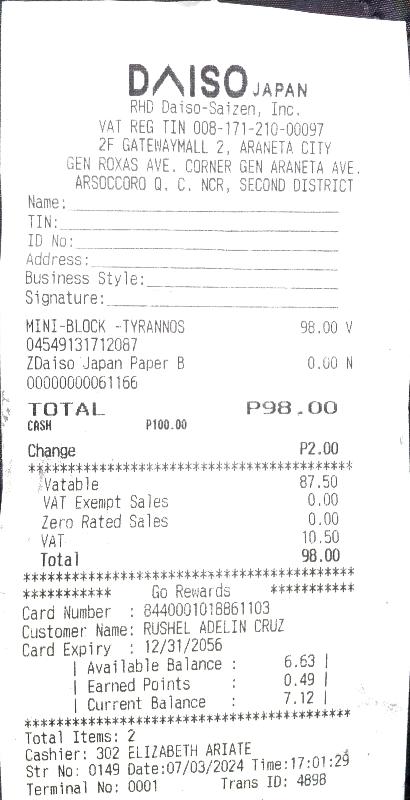 DAISO JAPAN
RHD Daiso-Saizen, Inc.
VAT REG TIN 008-171-210-00097
2F GATEWAYMALL 2, ARANETA CITY
GEN ROXAS AVE. CORNER GEN ARANETA AVE.
ARSOCCORO Q. C. NCR, SECOND DISTRICT
Name:
TIN:
ID No:
Address:
Business Style:
Signature:
MINI-BLOCK -TYRANNOS 98.00 V
04549131712087
ZDaiso Japan Paper B 0.00 N
00000000061166
TOTAL P98.00
CASH P100.00
Change P2.00
************************************
Vatable 87.50
VAT Exempt Sales 0.00
Zero Rated Sales 0.00
VAT 10.50
Total 98.00
************************************
*********** Go Rewards ***********
Card Number : 8440001018861103
Customer Name: RUSHEL ADELIN CRUZ
Card Expiry : 12/31/2056
| Available Balance : 6.63 |
| Earned Points : 0.49 |
| Current Balance : 7.12 |
************************************
Total Items: 2
Cashier: 302 ELIZABETH ARIATE
Str No: 0149 Date:07/03/2024 Time:17:01:29
Terminal No: 0001 Trans ID: 4898